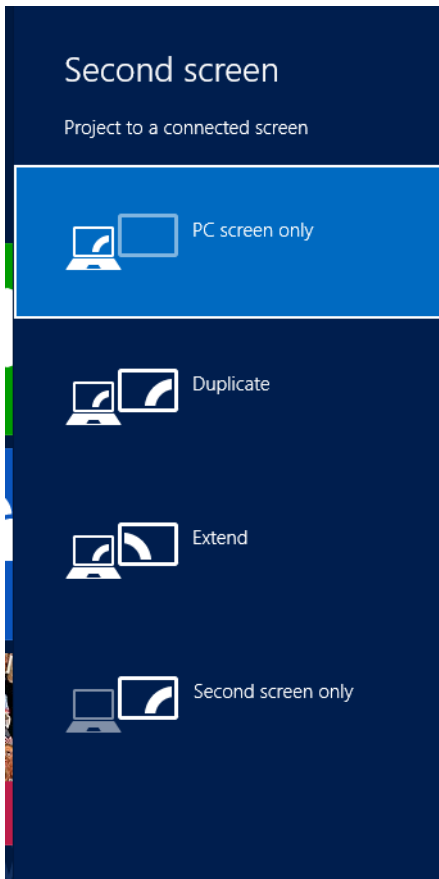 Second screen
Project to a connected screen
PC screen only
Duplicate
Extend
Second screen only